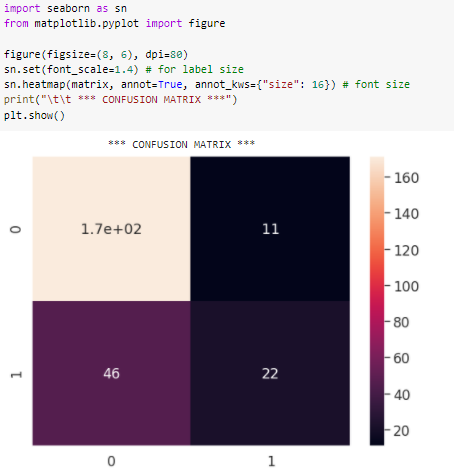 import seaborn as sn
from matplotlib.pyplot import figure
figure(figsize=(8, 6), dpi=80)
sn.set(font_scale=1.4) # for label size
sn.heatmap(matrix, annot=True, annot_kws={"size": 16}) # font size
print("\t\t *** CONFUSION MATRIX ***")
plt.show()
*** CONFUSION MATRIX ***
0
1.7e+02 11
1
46 22
0 1
160
140
120
100
80
60
40
20